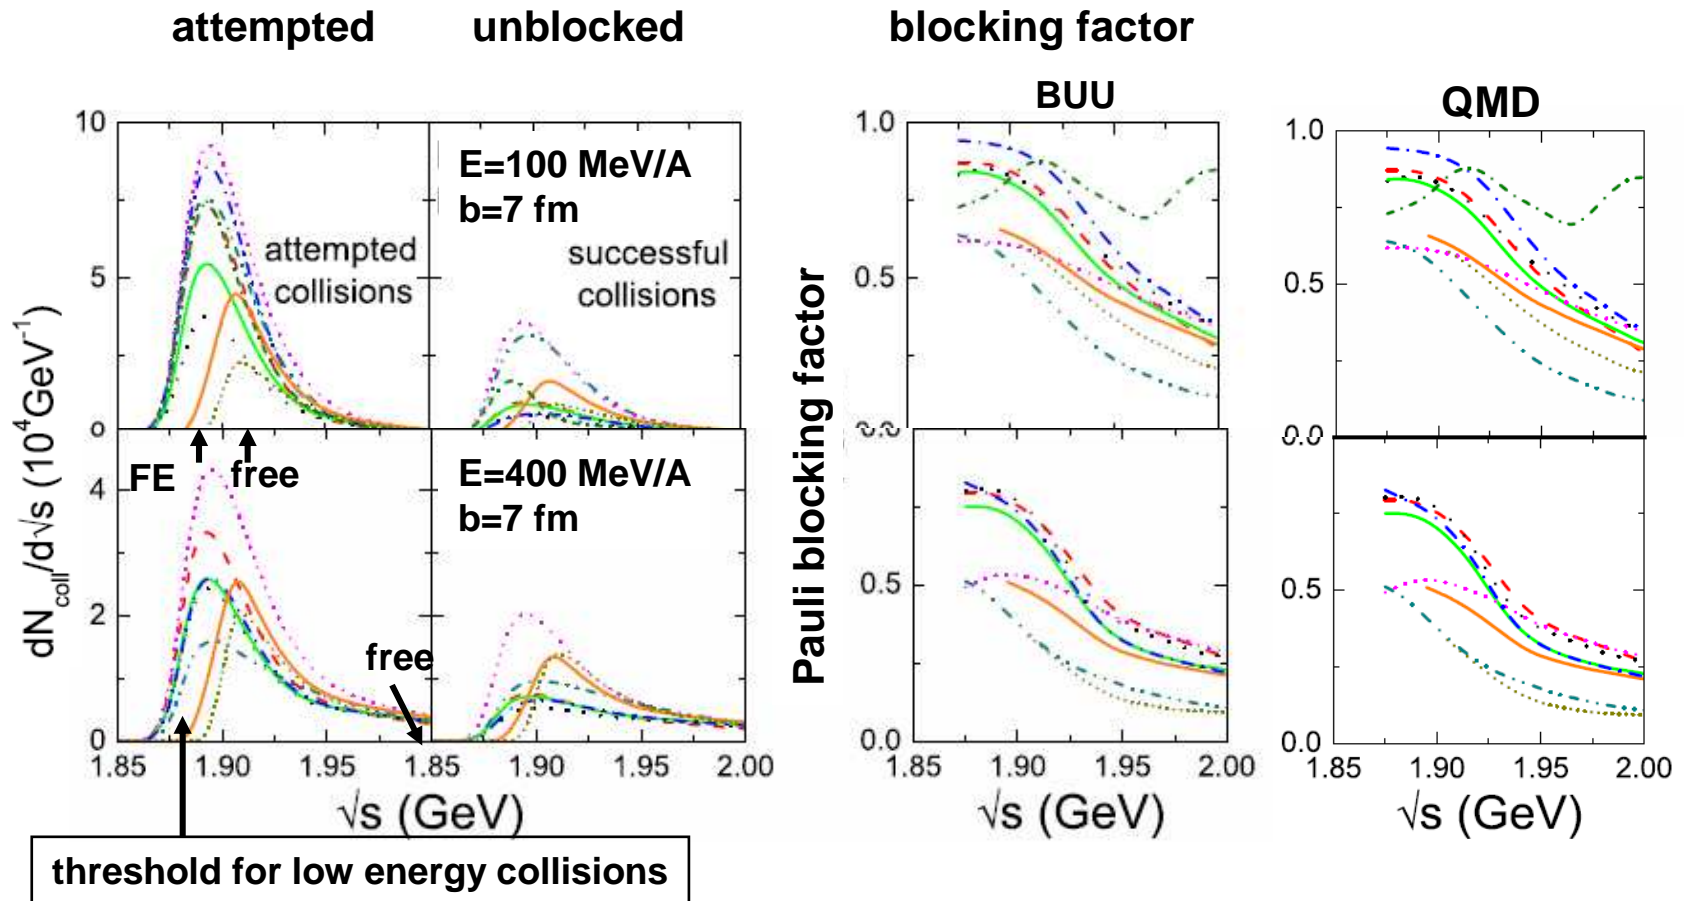 attempted unblocked blocking factor
BUU
QMD
10
5
0
E=100 MeV/A
b=7 fm
attempted
collisions
successful
collisions
FE
free
4
2
0
E=400 MeV/A
b=7 fm
free
dN_coll/d√s (10^4 GeV^-1)
1.85 1.90 1.95 1.85 1.90 1.95 2.00
√s (GeV)
threshold for low energy collisions
Pauli blocking factor
1.0
0.5
0.5
0.0
1.85 1.90 1.95 2.00
√s (GeV)
1.0
0.5
0.0
0.5
0.0
1.85 1.90 1.95 2.00
√s (GeV)